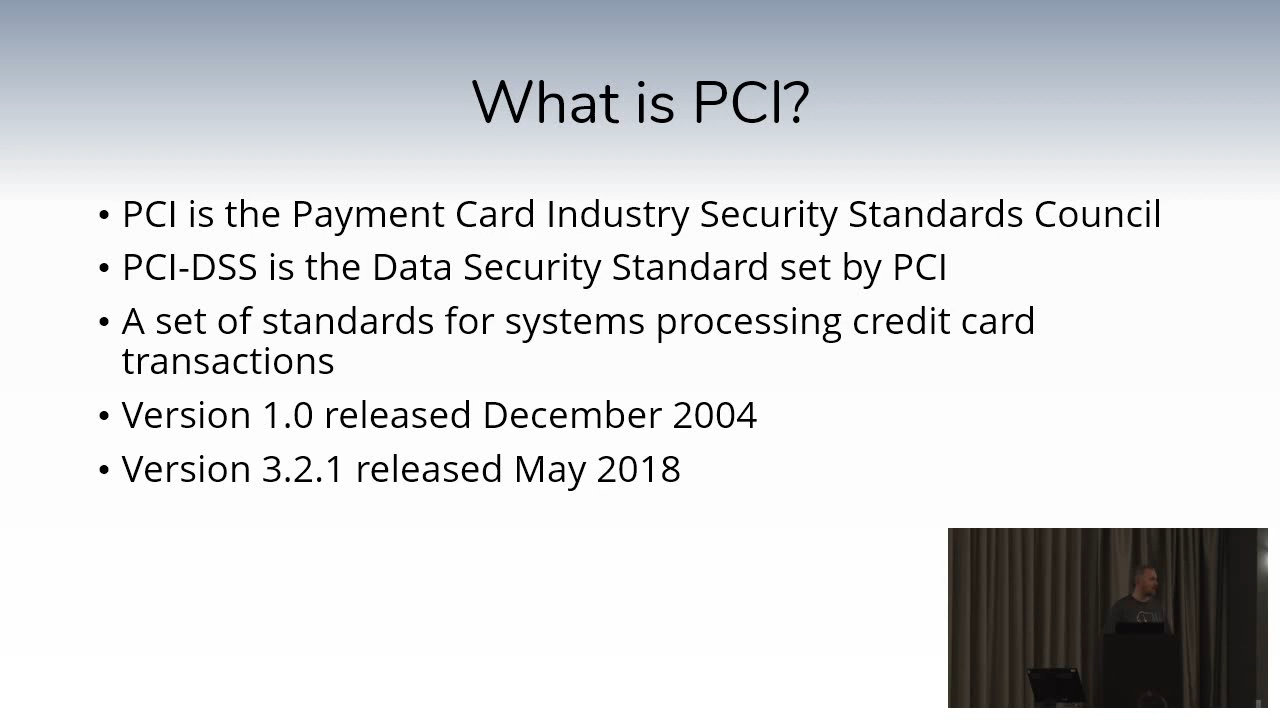 What is PCI?
• PCI is the Payment Card Industry Security Standards Council
• PCI-DSS is the Data Security Standard set by PCI
• A set of standards for systems processing credit card
transactions
• Version 1.0 released December 2004
• Version 3.2.1 released May 2018